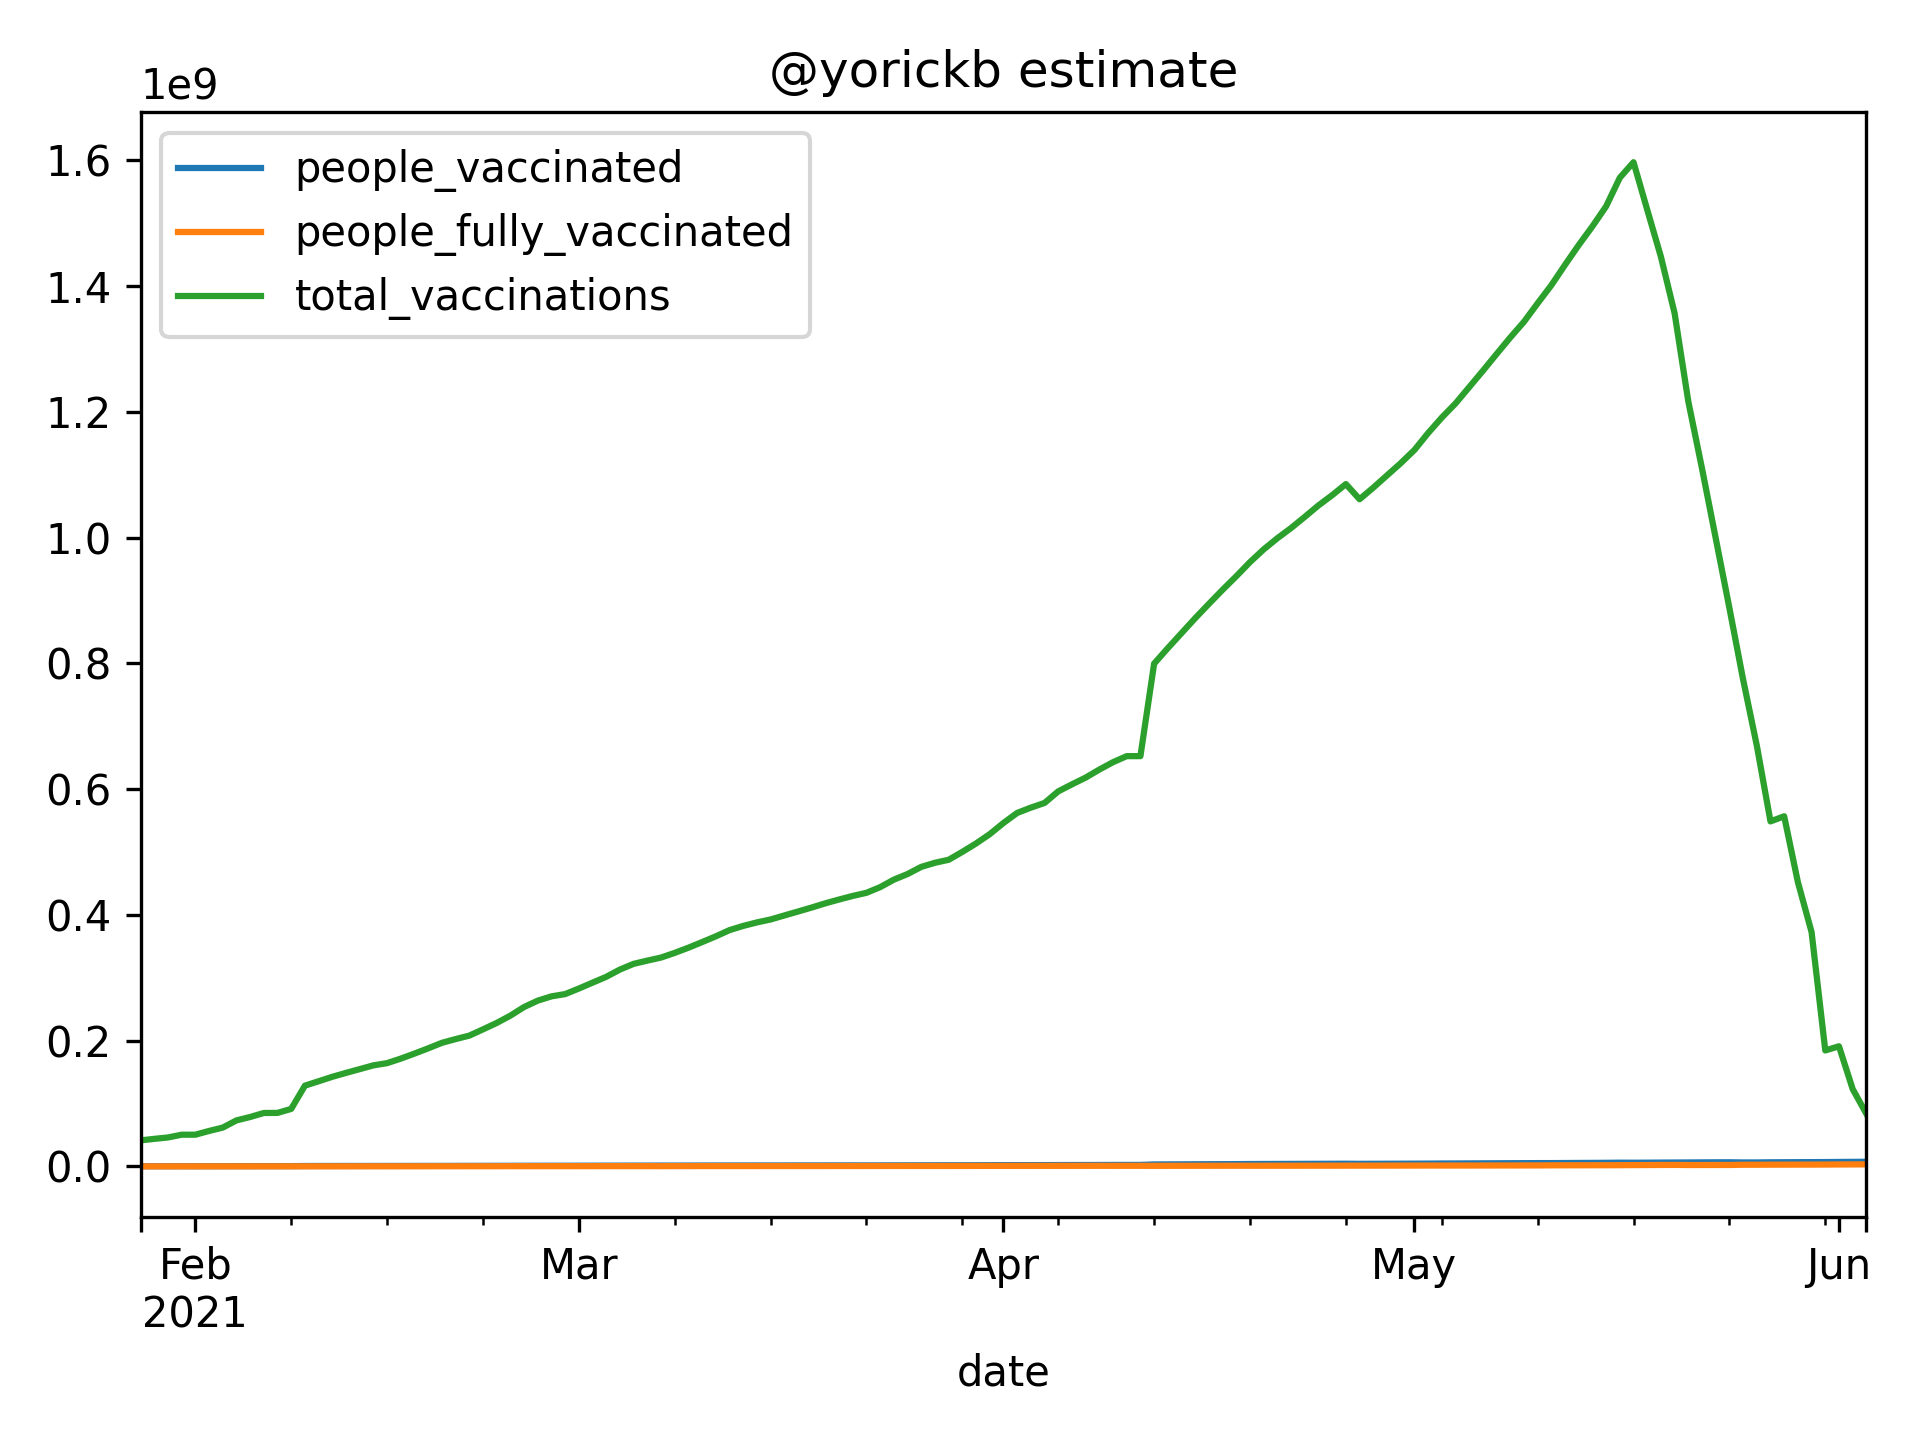 @yorickb estimate
1e9
people_vaccinated
people_fully_vaccinated
total_vaccinations
1.6
1.4
1.2
1.0
0.8
0.6
0.4
0.2
0.0
Feb Mar Apr May Jun
2021
date